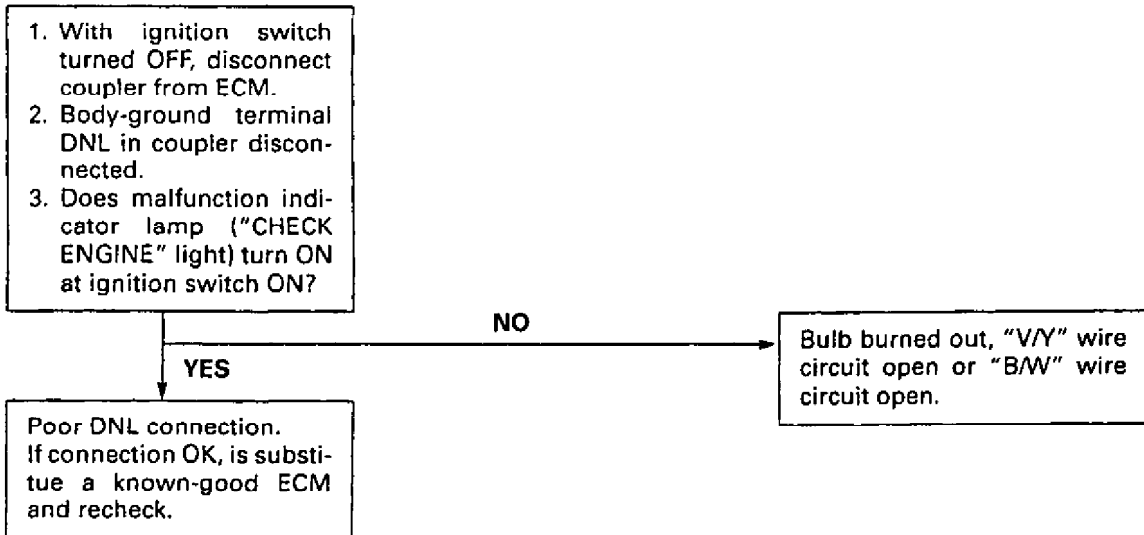 1. With ignition switch
turned OFF, disconnect
coupler from ECM.
2. Body-ground terminal
DNL in coupler discon-
nected.
3. Does malfunction indi-
cator lamp ("CHECK
ENGINE" light) turn ON
at ignition switch ON?
NO
YES
Bulb burned out, "V/Y" wire
circuit open or "B/W" wire
circuit open.
Poor DNL connection.
If connection OK, is substi-
tue a known-good ECM
and recheck.